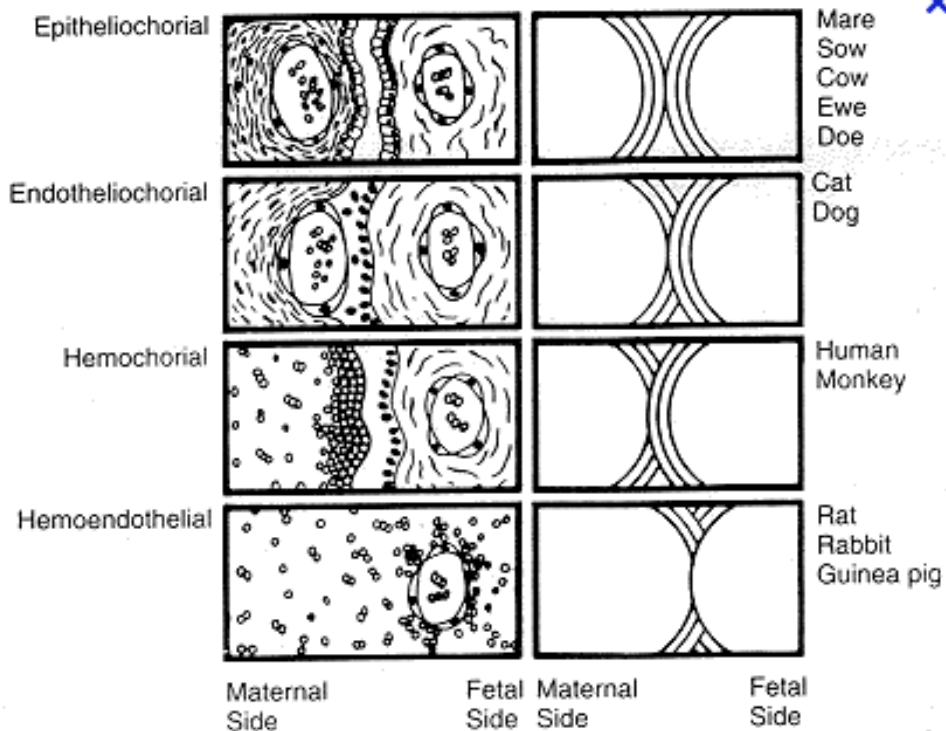 Epitheliochorial
Mare
Sow
Cow
Ewe
Doe
Endotheliochorial
Cat
Dog
Hemochorial
Human
Monkey
Hemoendothelial
Rat
Rabbit
Guinea pig
Maternal
Side
Fetal
Side
Maternal
Side
Fetal
Side